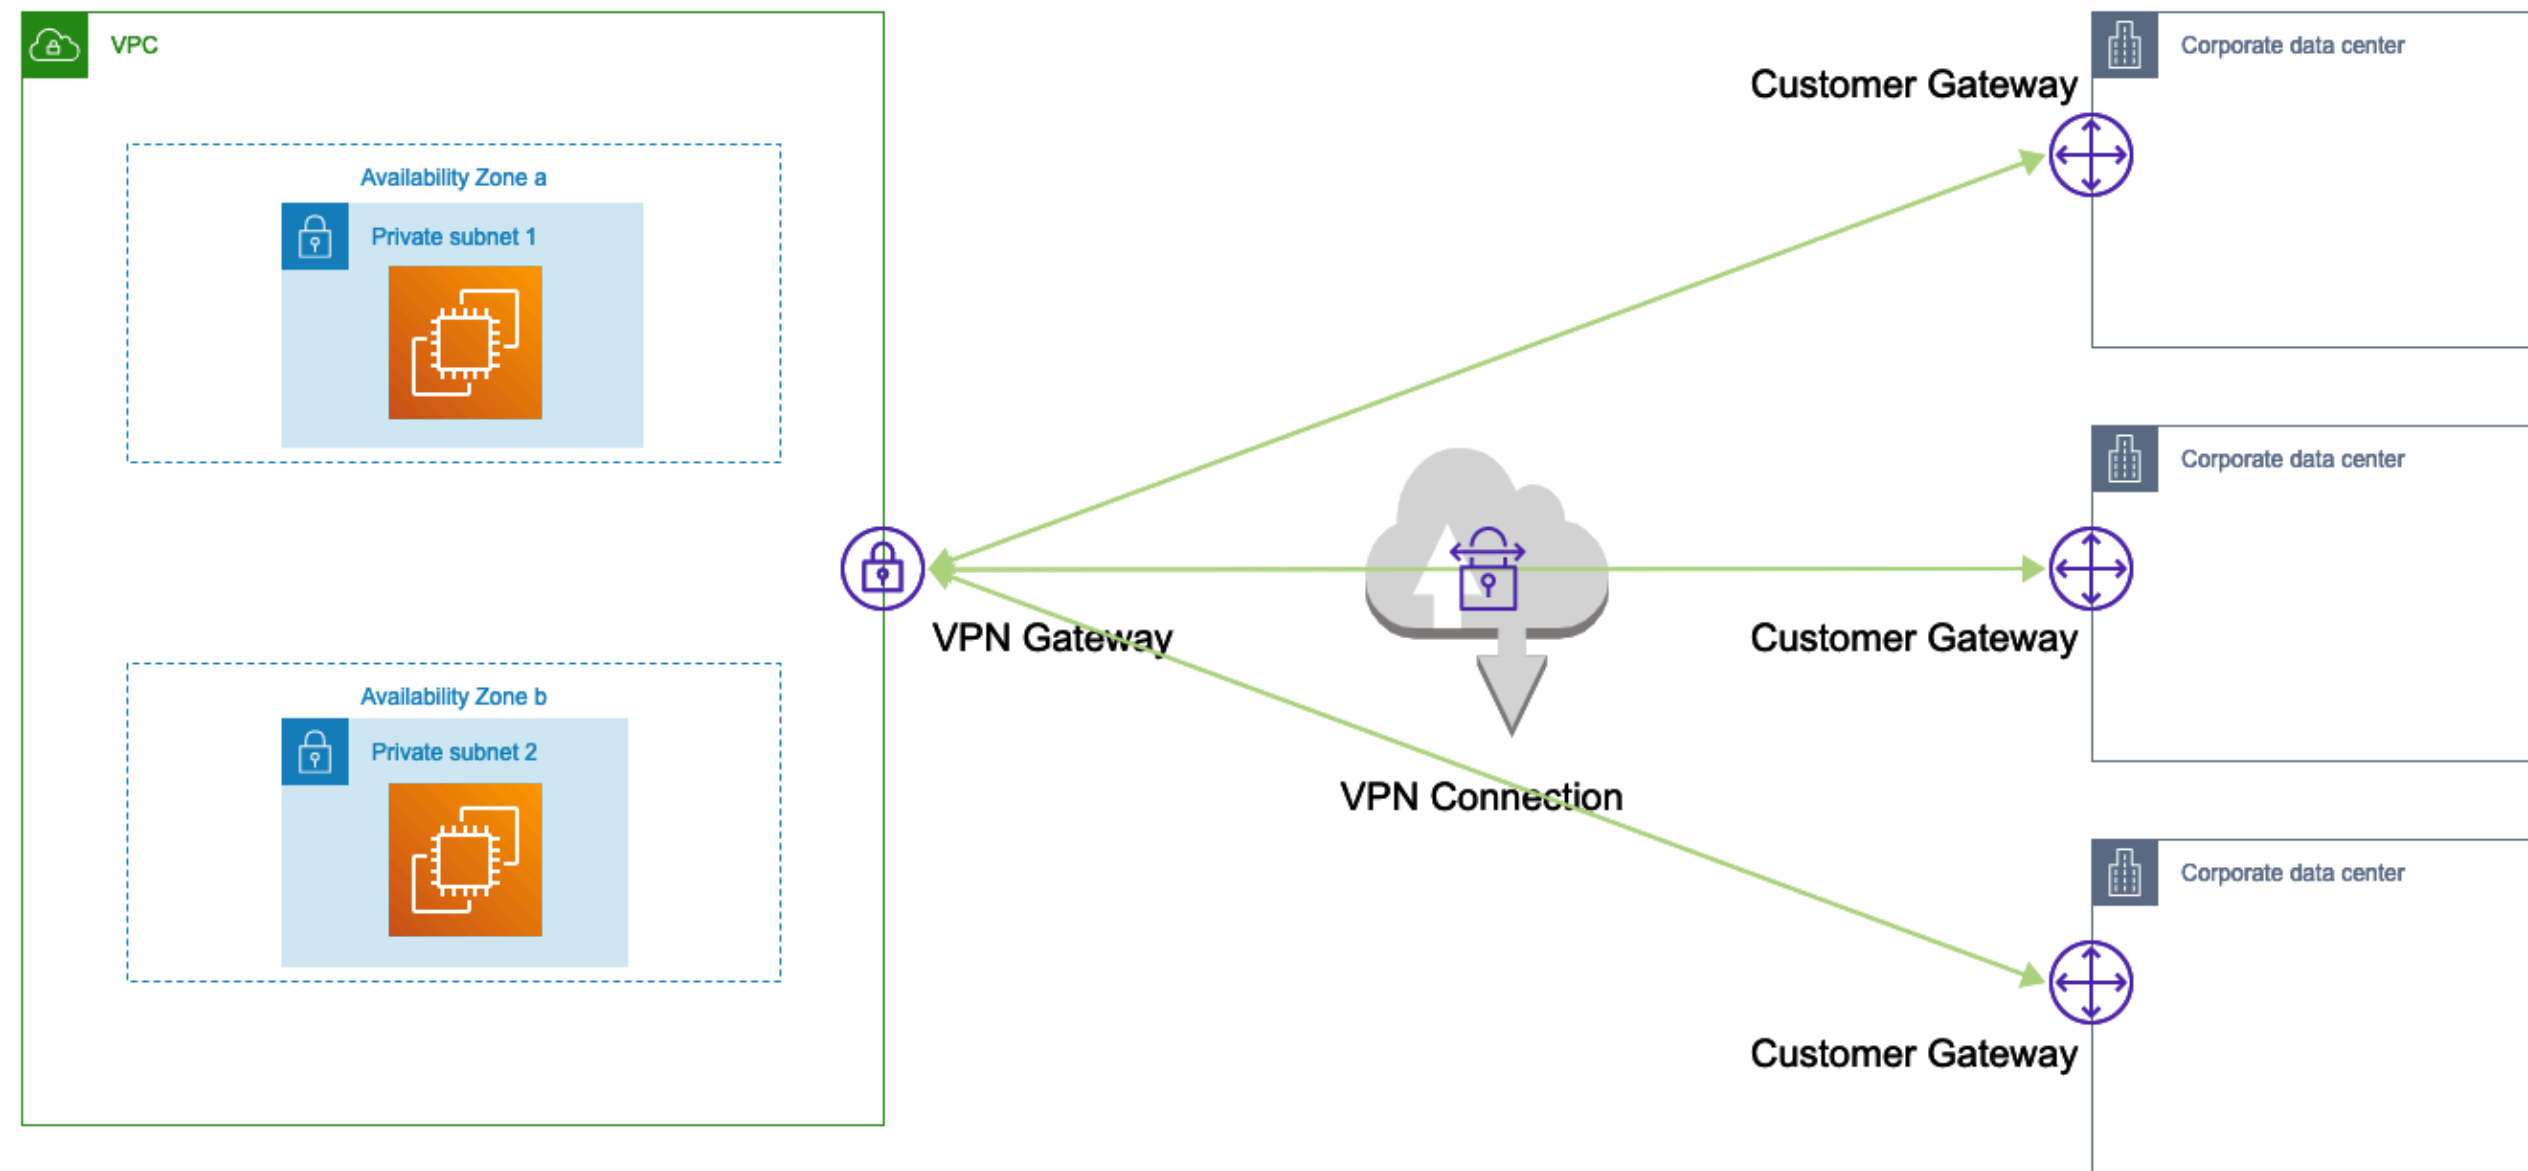 VPC
Availability Zone a
Private subnet 1
Availability Zone b
Private subnet 2
VPN Gateway
VPN Connection
Customer Gateway
Corporate data center
Customer Gateway
Corporate data center
Customer Gateway
Corporate data center